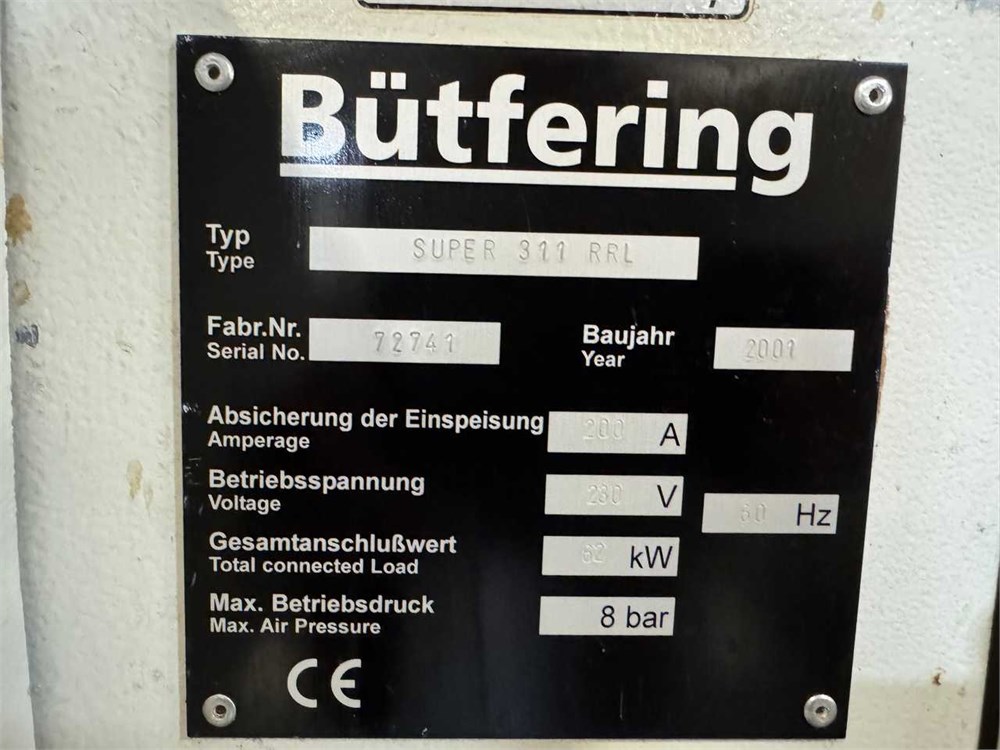 Bütfering
Typ
Type
SUPER 311 RRL
Fabr.Nr.
Serial No.
72741
Baujahr
Year
2001
Absicherung der Einspeisung
Amperage
200 A
Betriebsspannung
Voltage
230 V
60 Hz
Gesamtanschlußwert
Total connected Load
62 kW
Max. Betriebsdruck
Max. Air Pressure
8 bar
CE